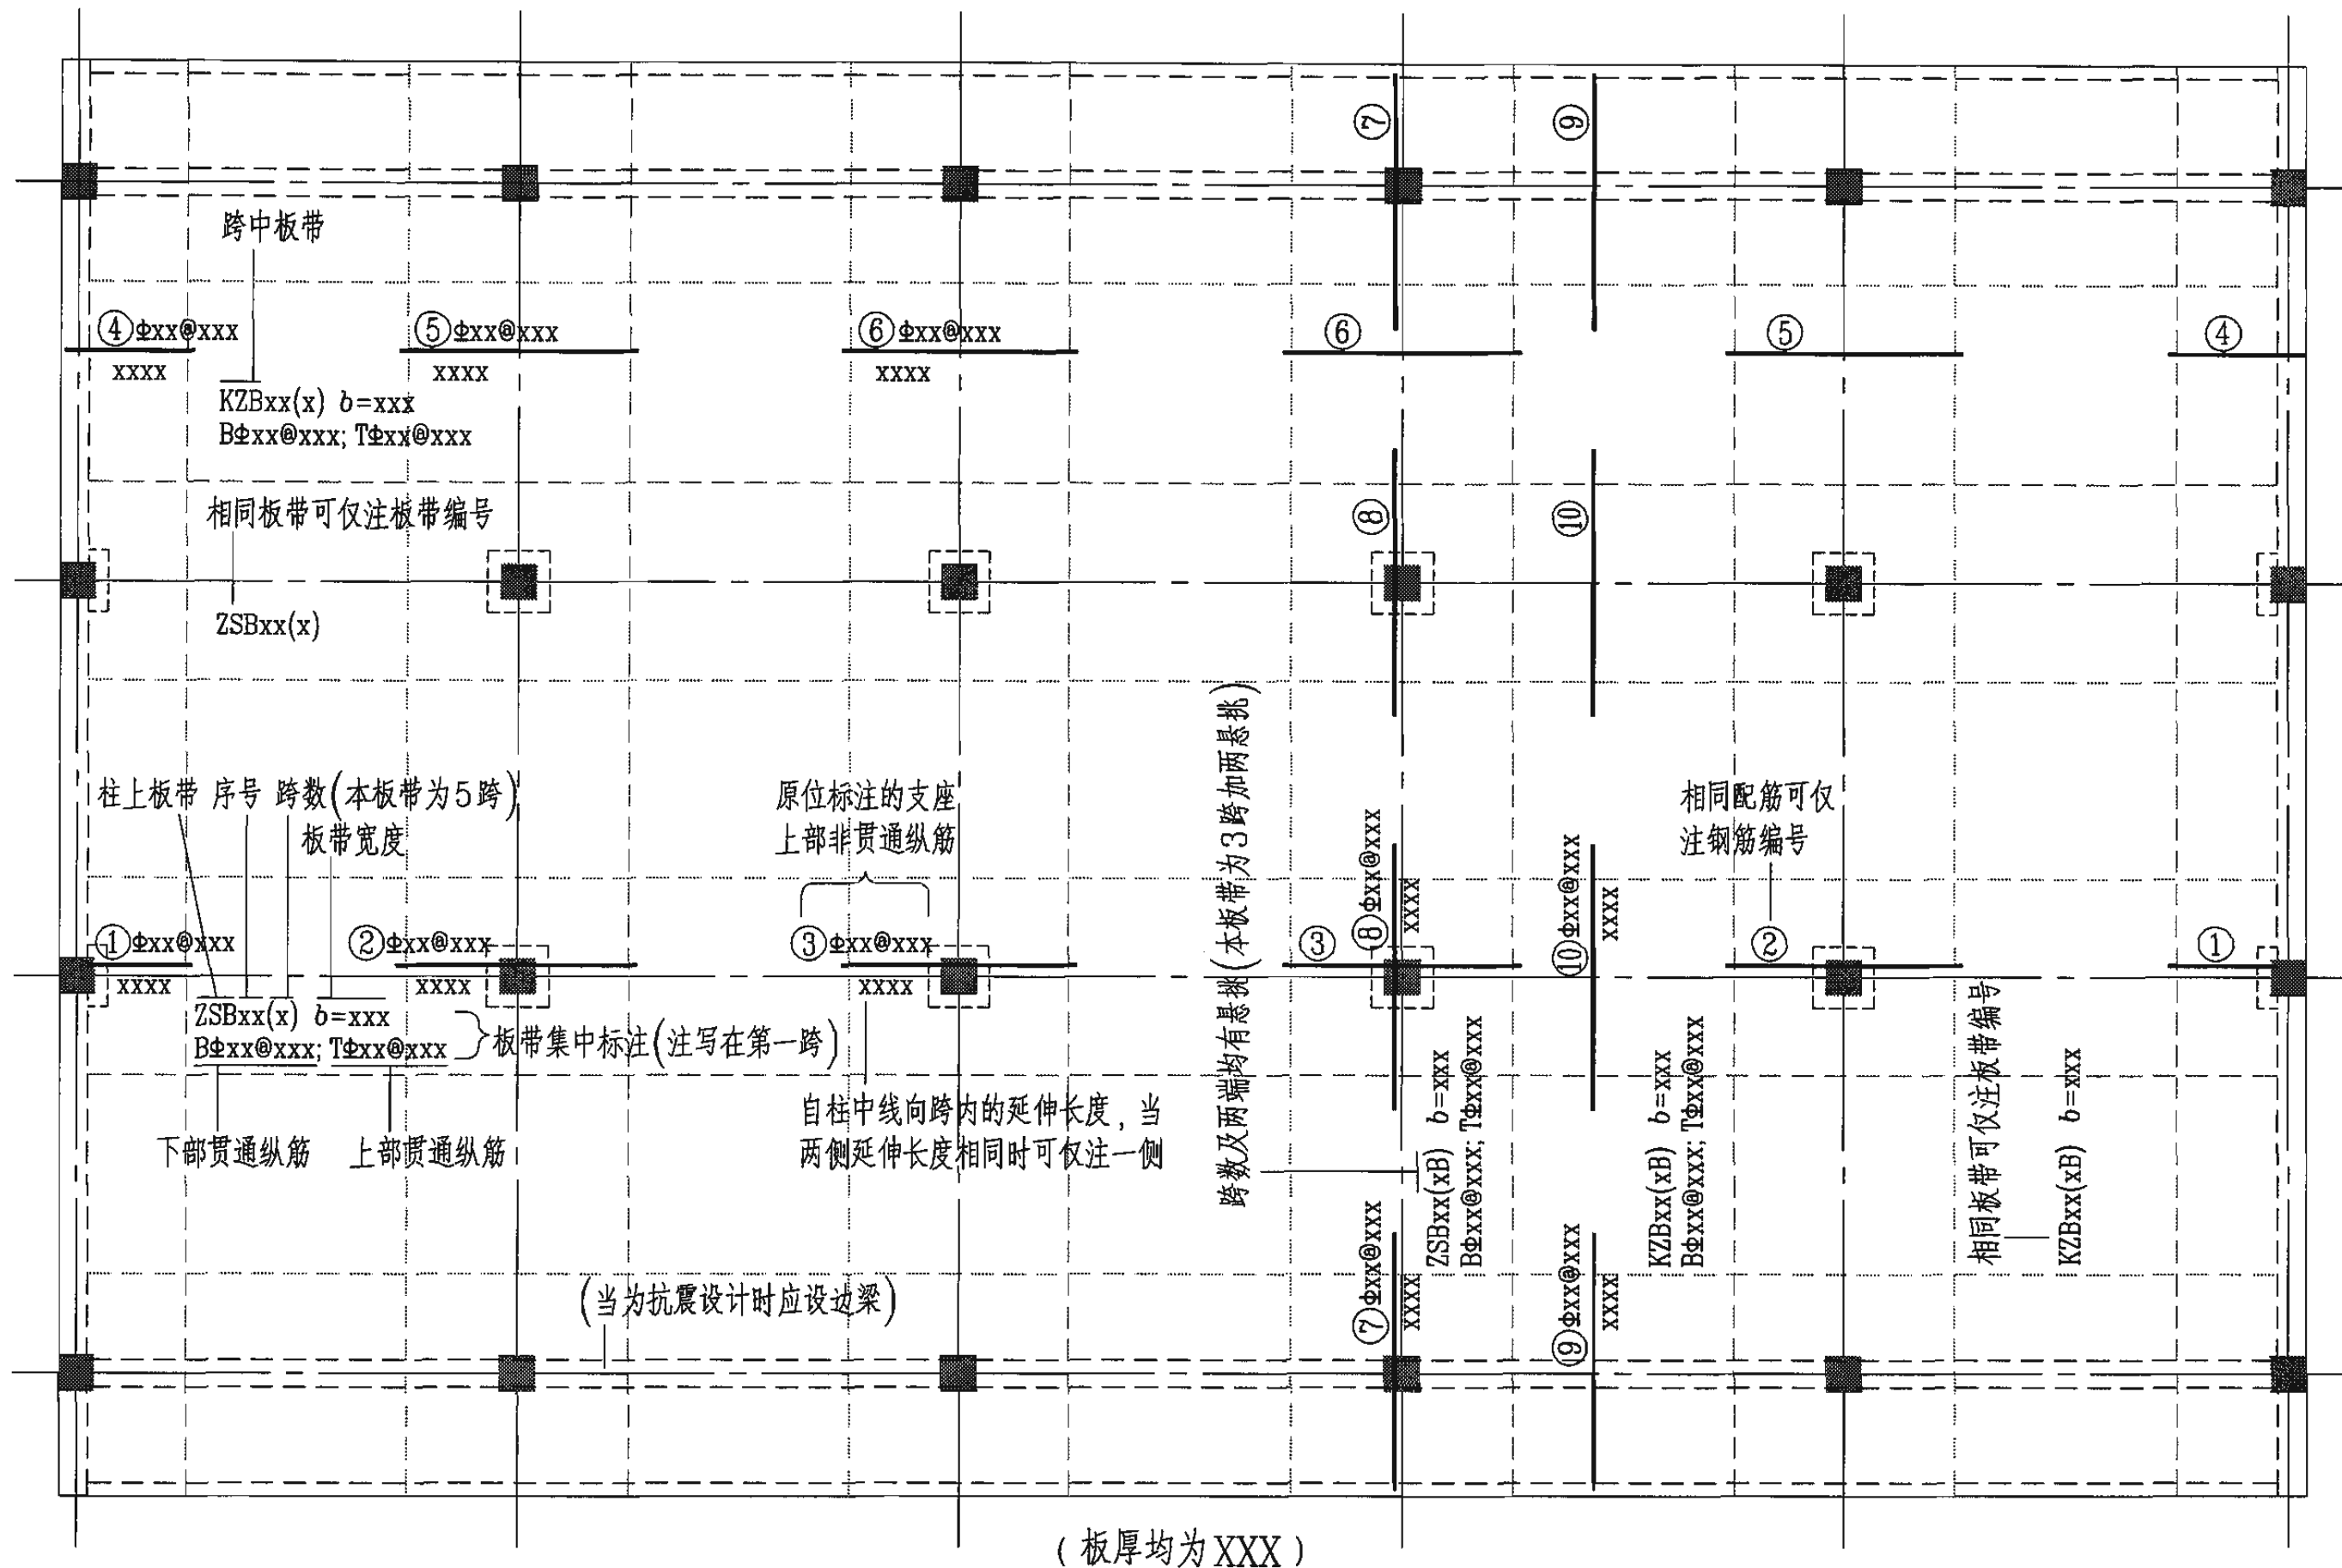 ⑦
⑨
跨中板带
④Φxx@xxx
⑤Φxx@xxx
⑥Φxx@xxx
⑥
⑤
④
xxxx
xxxx
xxxx
KZBxx(x) b=xxx
BΦxx@xxx; TΦxx@xxx
相同板带可仅注板带编号
⑧
⑩
ZSBxx(x)
柱上板带 序号 跨数(本板带为5跨)
板带宽度
原位标注的支座
上部非贯通纵筋
跨数及两端均有悬挑(本板带为3跨加两悬挑)
⑧Φxx@xxx
xxxx
⑩Φxx@xxx
xxxx
相同配筋可仅
注钢筋编号
①Φxx@xxx
②Φxx@xxx
③Φxx@xxx
③
②
①
xxxx
xxxx
xxxx
ZSBxx(x) b=xxx
BΦxx@xxx; TΦxx@xxx
板带集中标注(注写在第一跨)
下部贯通纵筋
上部贯通纵筋
自柱中线向跨内的延伸长度，当
两侧延伸长度相同时可仅注一侧
ZSBxx(xB) b=xxx
BΦxx@xxx; TΦxx@xxx
KZBxx(xB) b=xxx
BΦxx@xxx; TΦxx@xxx
相同板带可仅注板带编号
KZBxx(xB) b=xxx
⑦Φxx@xxx
xxxx
⑨Φxx@xxx
xxxx
(当为抗震设计时应设边梁)
(板厚均为XXX)